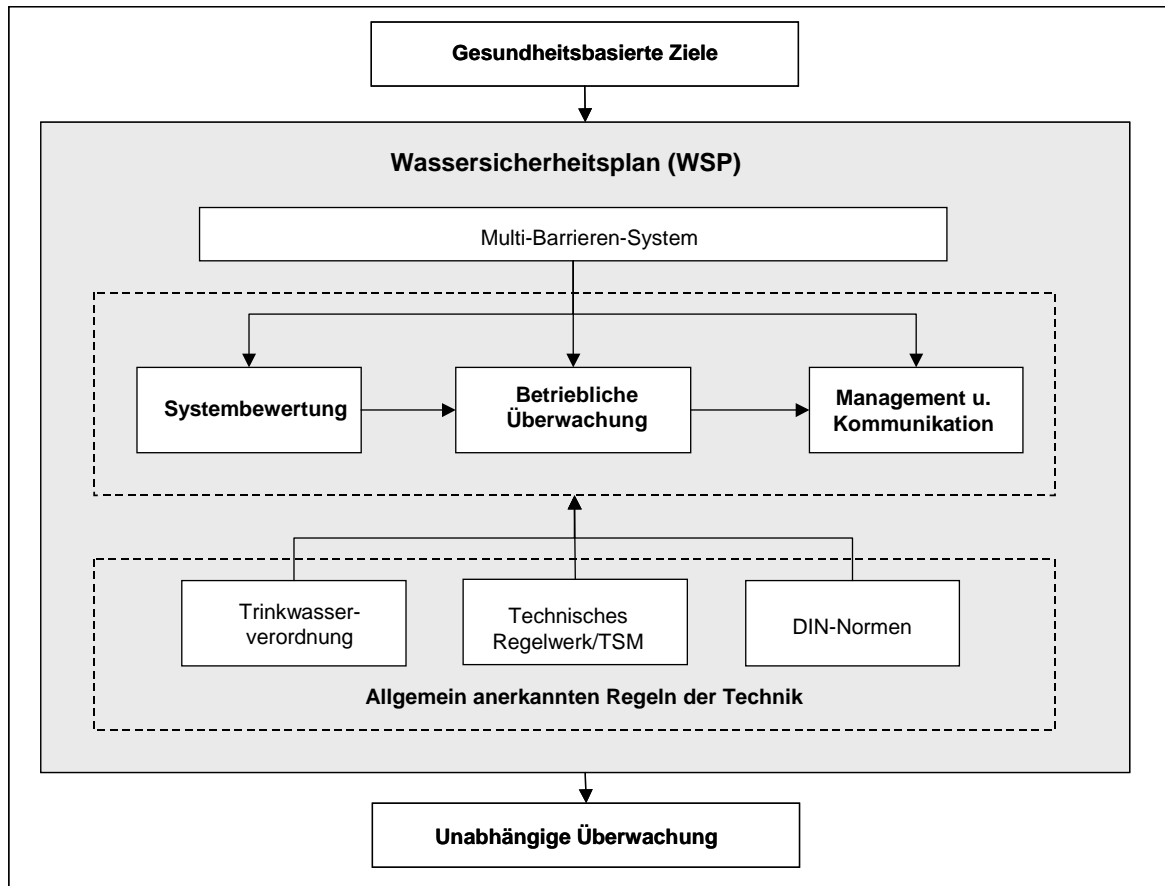 Gesundheitsbasierte Ziele
Wassersicherheitsplan (WSP)
Multi-Barrieren-System
Systembewertung
Betriebliche
Überwachung
Management u.
Kommunikation
Trinkwasser-
verordnung
Technisches
Regelwerk/TSM
DIN-Normen
Allgemein anerkannten Regeln der Technik
Unabhängige Überwachung